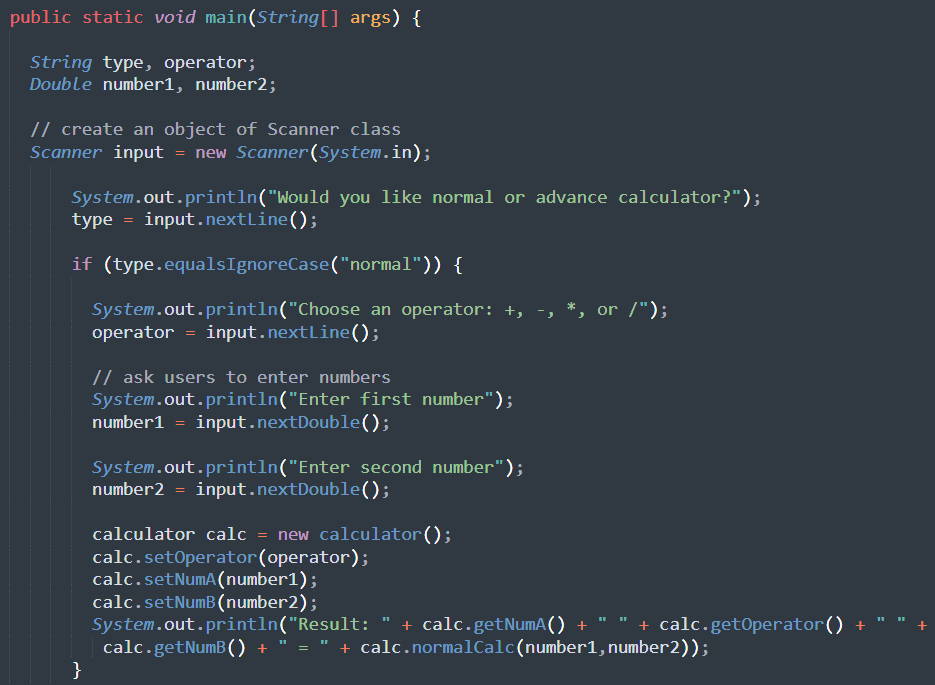 public static void main(String[] args) {
String type, operator;
Double number1, number2;
// create an object of Scanner class
Scanner input = new Scanner(System.in);
System.out.println("Would you like normal or advance calculator?");
type = input.nextLine();
if (type.equalsIgnoreCase("normal")) {
System.out.println("Choose an operator: +, -, *, or /");
operator = input.nextLine();
// ask users to enter numbers
System.out.println("Enter first number");
number1 = input.nextDouble();
System.out.println("Enter second number");
number2 = input.nextDouble();
calculator calc = new calculator();
calc.setOperator(operator);
calc.setNumA(number1);
calc.setNumB(number2);
System.out.println("Result: " + calc.getNumA() + " " + calc.getOperator() + " " +
calc.getNumB() + " = " + calc.normalCalc(number1,number2));
}